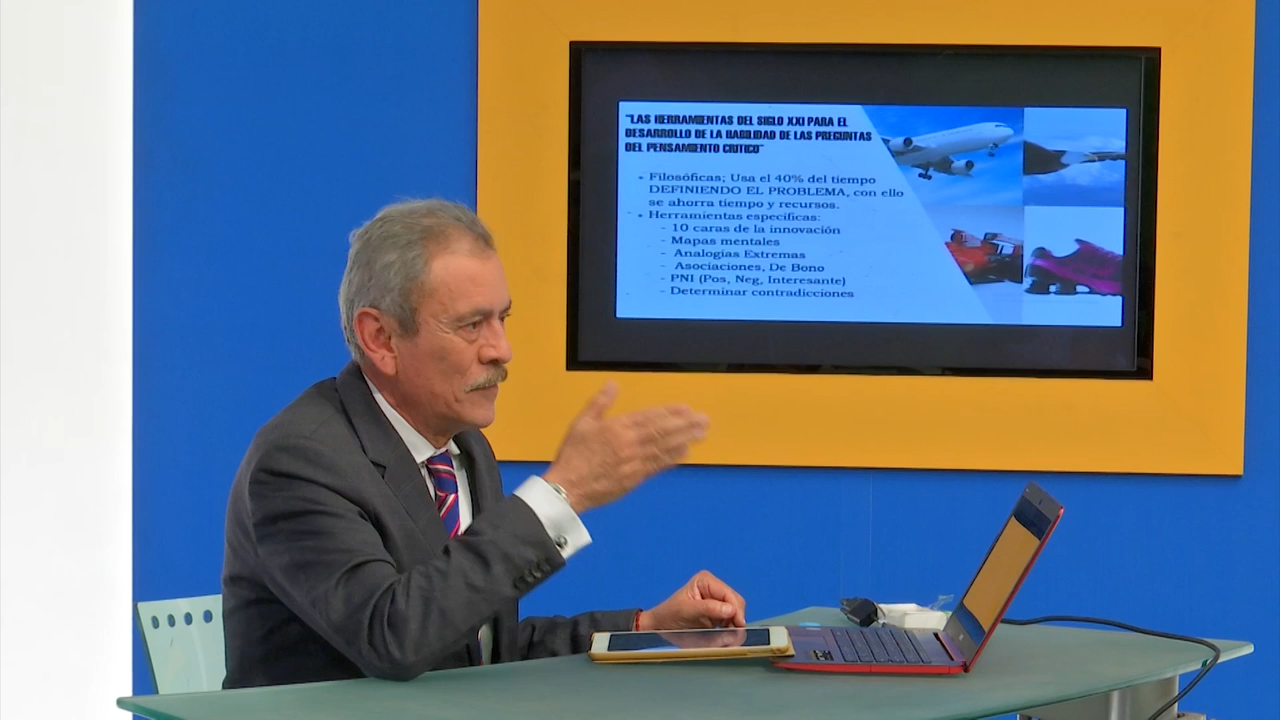 "LAS HERRAMIENTAS DEL SIGLO XXI PARA EL
DESARROLLO DE LA HABILIDAD DE LAS PREGUNTAS
DEL PENSAMIENTO CRITICO"
• Filosóficas; Usa el 40% del tiempo
DEFINIENDO EL PROBLEMA, con ello
se ahorra tiempo y recursos.
• Herramientas especificas:
- 10 caras de la innovación
- Mapas mentales
- Analogías Extremas
- Asociaciones, De Bono
- PNI (Pos, Neg, Interesante)
- Determinar contradicciones